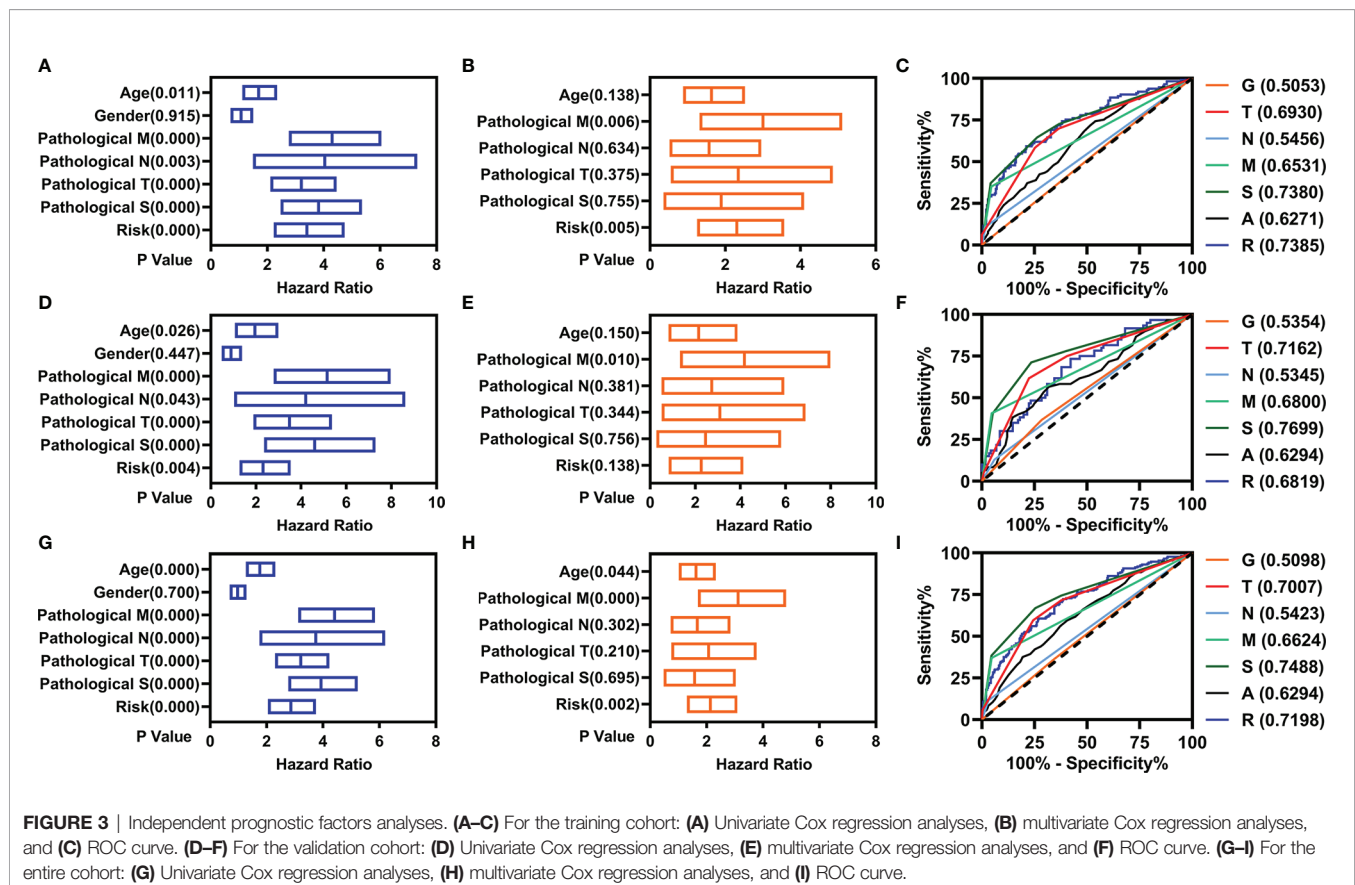 A
Age(0.011)
Gender(0.915)
Pathological M(0.000)
Pathological N(0.003)
Pathological T(0.000)
Pathological S(0.000)
Risk(0.000)
P Value
0 2 4 6 8
Hazard Ratio
B
Age(0.138)
Pathological M(0.006)
Pathological N(0.634)
Pathological T(0.375)
Pathological S(0.755)
Risk(0.005)
P Value
0 2 4 6
Hazard Ratio
C
Sensitivity%
100
75
50
25
0
0 25 50 75 100
100% - Specificity%
G (0.5053)
T (0.6930)
N (0.5456)
M (0.6531)
S (0.7380)
A (0.6271)
R (0.7385)
D
Age(0.026)
Gender(0.447)
Pathological M(0.000)
Pathological N(0.043)
Pathological T(0.000)
Pathological S(0.000)
Risk(0.004)
P Value
0 2 4 6 8 10
Hazard Ratio
E
Age(0.150)
Pathological M(0.010)
Pathological N(0.381)
Pathological T(0.344)
Pathological S(0.756)
Risk(0.138)
P Value
0 2 4 6 8 10
Hazard Ratio
F
Sensitivity%
100
75
50
25
0
0 25 50 75 100
100% - Specificity%
G (0.5354)
T (0.7162)
N (0.5345)
M (0.6800)
S (0.7699)
A (0.6294)
R (0.6819)
G
Age(0.000)
Gender(0.700)
Pathological M(0.000)
Pathological N(0.000)
Pathological T(0.000)
Pathological S(0.000)
Risk(0.000)
P Value
0 2 4 6 8
Hazard Ratio
H
Age(0.044)
Pathological M(0.000)
Pathological N(0.302)
Pathological T(0.210)
Pathological S(0.695)
Risk(0.002)
P Value
0 2 4 6 8
Hazard Ratio
I
Sensitivity%
100
75
50
25
0
0 25 50 75 100
100% - Specificity%
G (0.5098)
T (0.7007)
N (0.5423)
M (0.6624)
S (0.7488)
A (0.6294)
R (0.7198)
FIGURE 3 | Independent prognostic factors analyses. (A–C) For the training cohort: (A) Univariate Cox regression analyses, (B) multivariate Cox regression analyses,
and (C) ROC curve. (D–F) For the validation cohort: (D) Univariate Cox regression analyses, (E) multivariate Cox regression analyses, and (F) ROC curve. (G–I) For the
entire cohort: (G) Univariate Cox regression analyses, (H) multivariate Cox regression analyses, and (I) ROC curve.